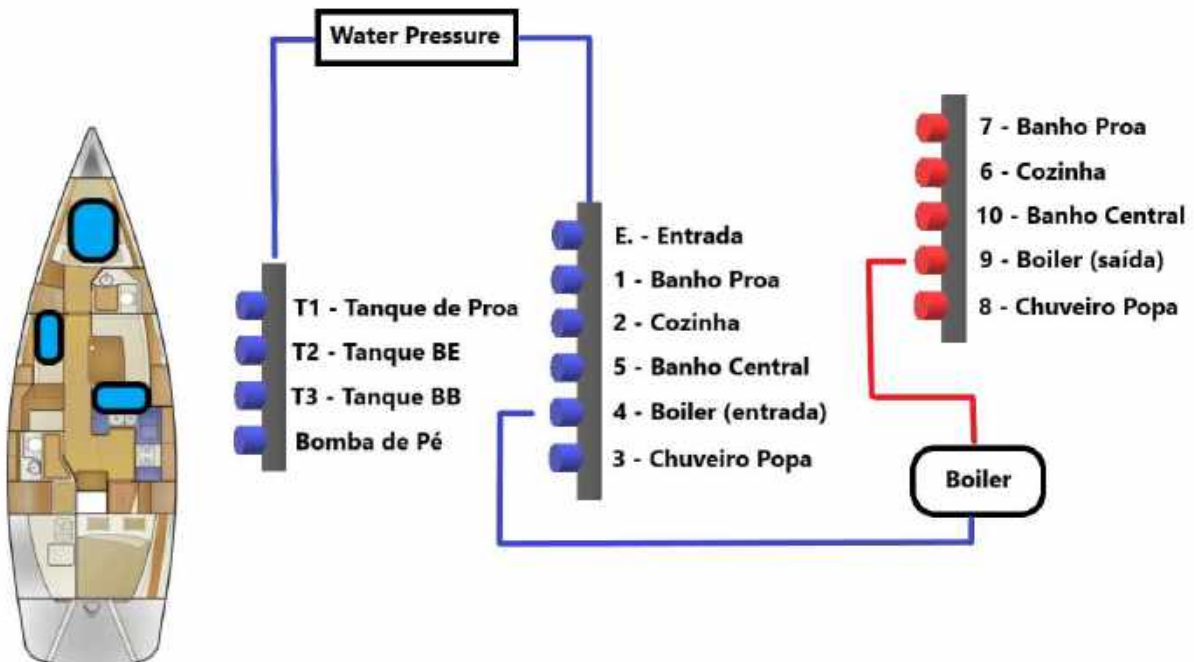 Water Pressure
T1 - Tanque de Proa
T2 - Tanque BE
T3 - Tanque BB
Bomba de Pé
E. - Entrada
1 - Banho Proa
2 - Cozinha
5 - Banho Central
4 - Boiler (entrada)
3 - Chuveiro Popa
7 - Banho Proa
6 - Cozinha
10 - Banho Central
9 - Boiler (saída)
8 - Chuveiro Popa
Boiler